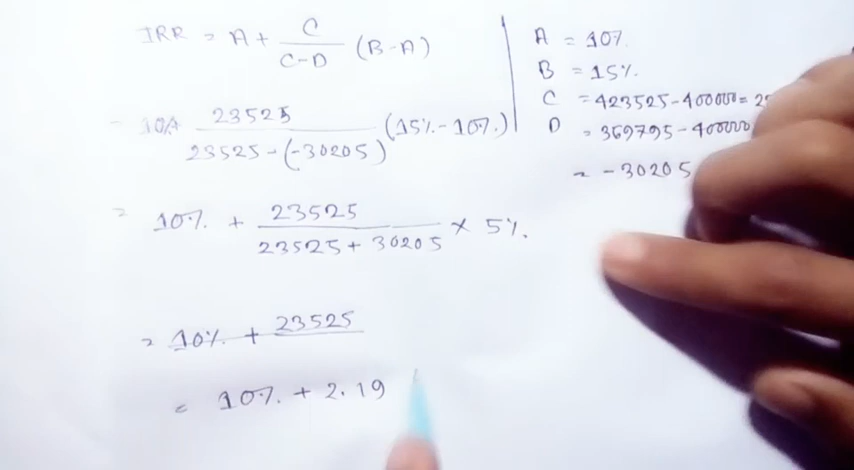 IRR = A + C / C-D (B-A)
= 10% 23525 / 23525-(-30205) (15%-10%)
= 10% + 23525 / 23525+30205 × 5%.
= 10% + 23525
= 10% + 2.19
A = 10%
B = 15%
C = 423525-400000=
D = 369795-400000
= -30205